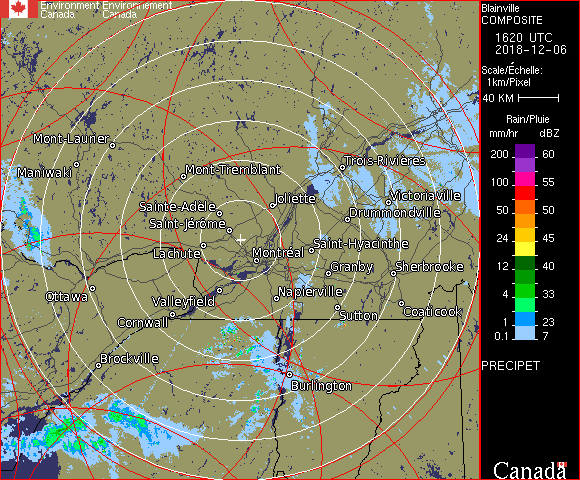 Environment Environnement
Canada Canada
Blainville
COMPOSITE
1620 UTC
2018-12-06
Scale/Échelle:
1km/Pixel
40 KM
Rain/Pluie
mm/hr dBZ
200 60
100 55
50 50
24 45
12 40
4 33
1 23
0.1 7
PRECIPET
Mont-Laurier
Maniwaki
Mont-Tremblant
Trois-Rivières
Sainte-Adèle
Joliette
Victoriaville
Drummondville
Saint-Jérôme
Lachute
Montréal
Saint-Hyacinthe
Granby
Sherbrooke
Ottawa
Valleyfield
Napierville
Cornwall
Sutton
Coaticook
Brockville
Burlington
Canada